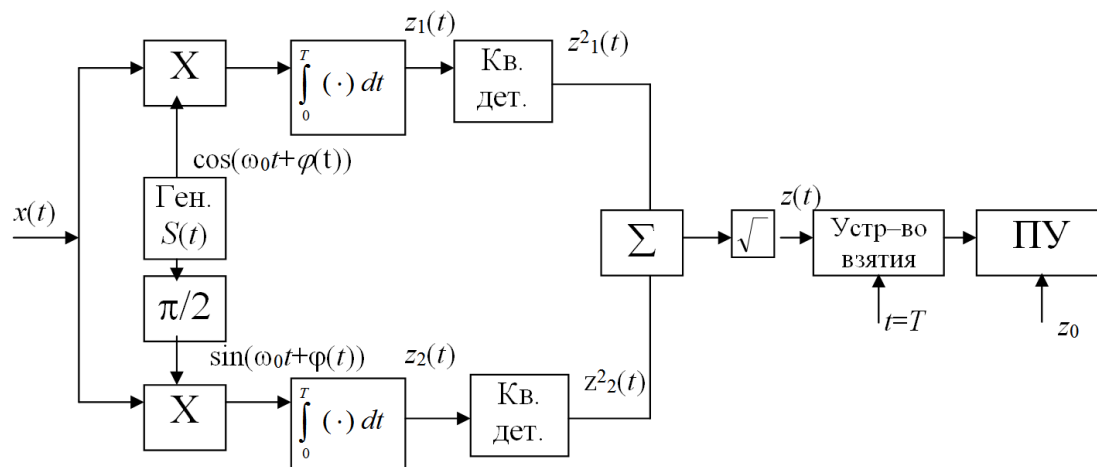 z₁(t)
z²₁(t)
X
∫₀ᵀ (·) dt
Кв.
дет.
cos(ω₀t+φ(t))
x(t)
Ген.
S(t)
z(t)
Σ
√
Устр–во
взятия
ПУ
π/2
t=T
z₀
sin(ω₀t+φ(t))
z₂(t)
z²₂(t)
X
∫₀ᵀ (·) dt
Кв.
дет.